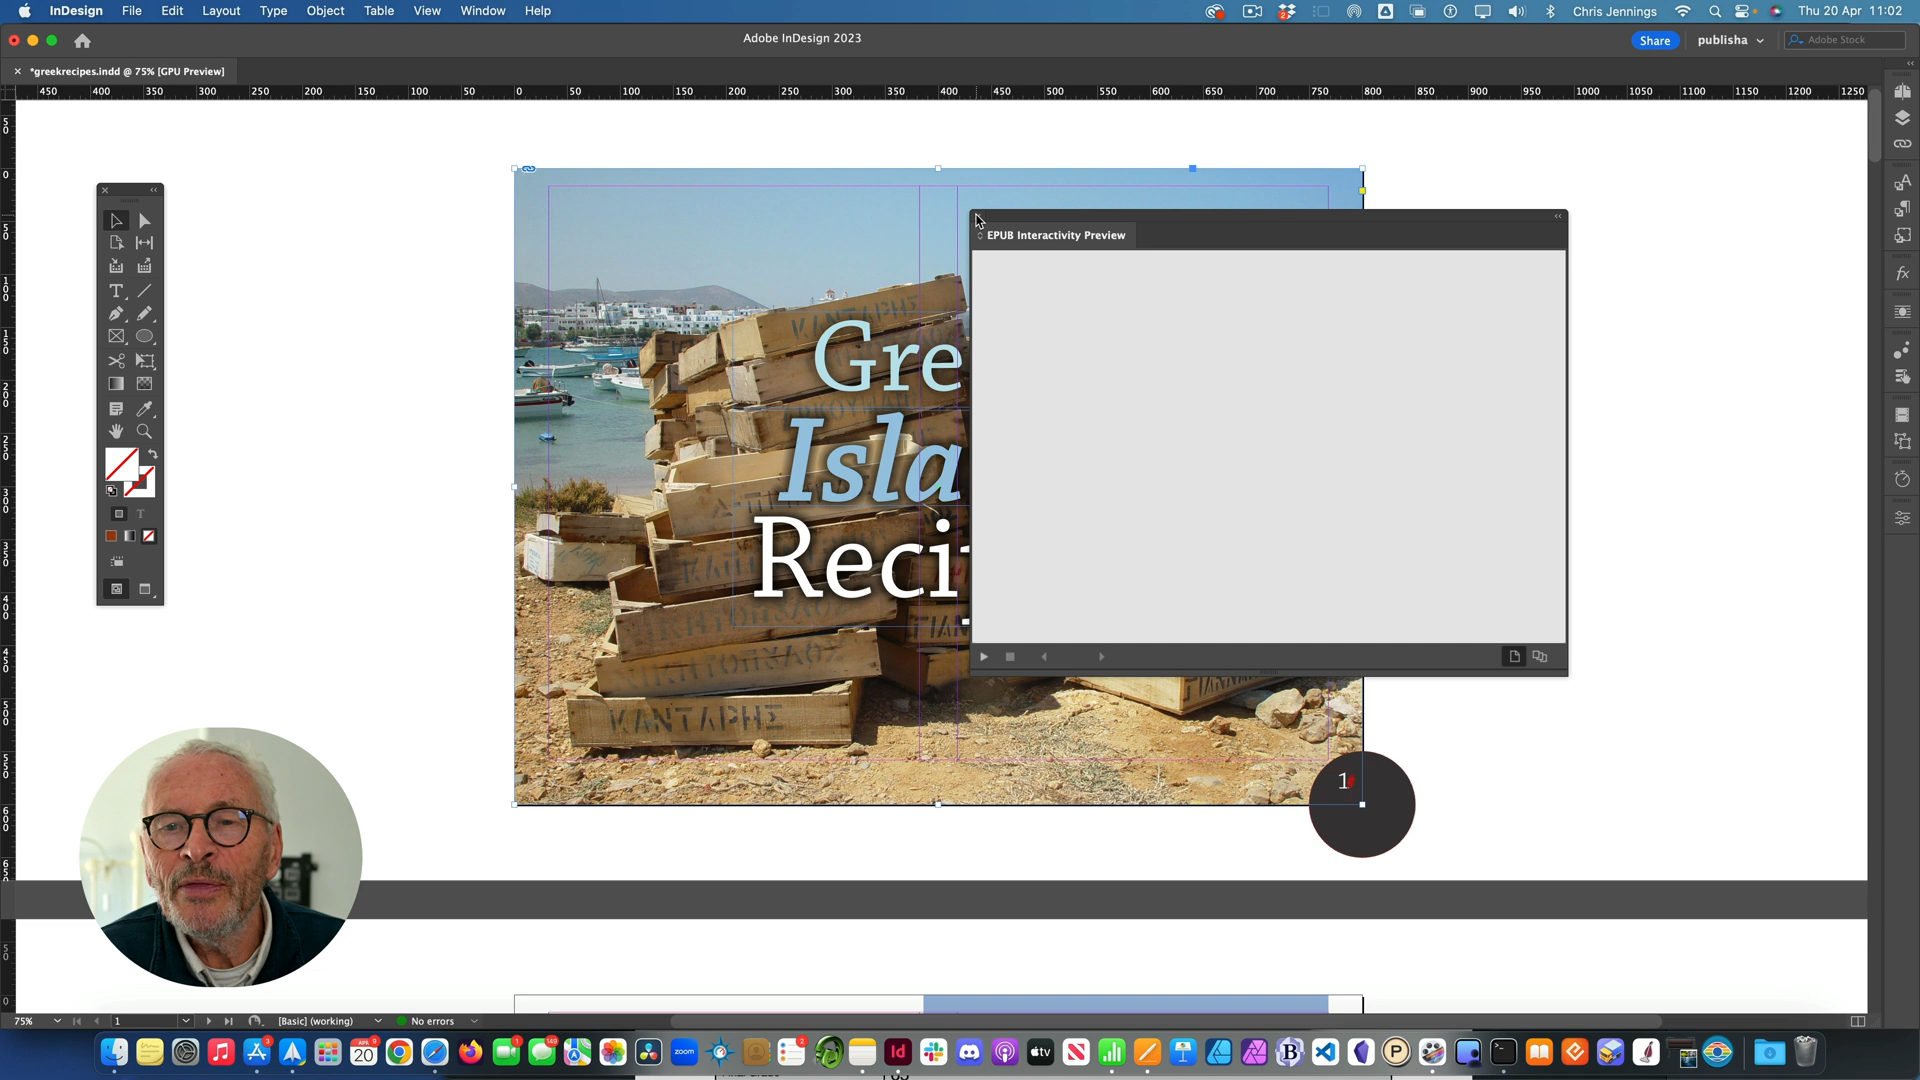 InDesign File Edit Layout Type Object Table View Window Help
Chris Jennings Thu 20 Apr 11:02
Adobe InDesign 2023
Share publisha Adobe Stock
× *greekrecipes.indd @ 75% [GPU Preview]
450 400 350 300 250 200 150 100 50 0 50 100 150 200 250 300 350 400 450 500 550 600 650 700 750 800 850 900 950 1000 1050 1100 1150 1200 1250
EPUB Interactivity Preview
Gre
Isla
Reci
ΚΑΝΤΑΡΗΣ
1
75% 1 [Basic] (working) No errors